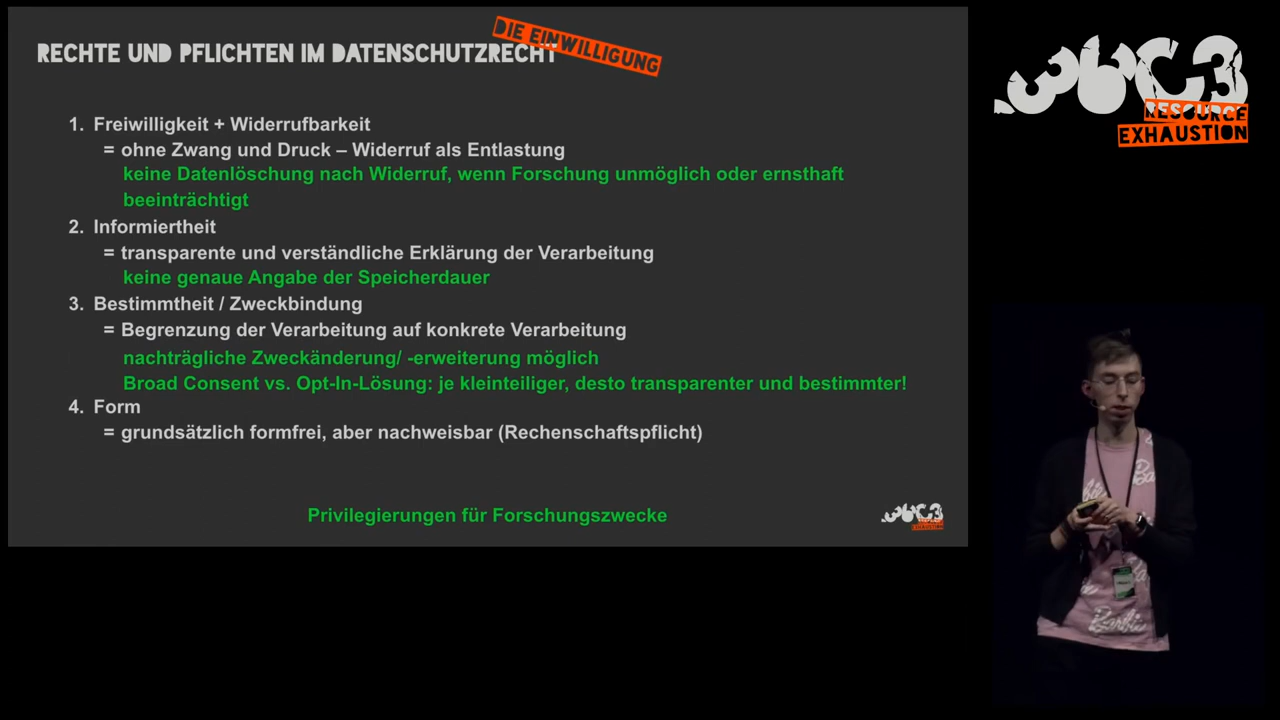 RECHTE UND PFLICHTEN IM DATENSCHUTZRECHT
DIE EINWILLIGUNG
1. Freiwilligkeit + Widerrufbarkeit
= ohne Zwang und Druck – Widerruf als Entlastung
keine Datenlöschung nach Widerruf, wenn Forschung unmöglich oder ernsthaft
beeinträchtigt
2. Informiertheit
= transparente und verständliche Erklärung der Verarbeitung
keine genaue Angabe der Speicherdauer
3. Bestimmtheit / Zweckbindung
= Begrenzung der Verarbeitung auf konkrete Verarbeitung
nachträgliche Zweckänderung/ -erweiterung möglich
Broad Consent vs. Opt-In-Lösung: je kleinteiliger, desto transparenter und bestimmter!
4. Form
= grundsätzlich formfrei, aber nachweisbar (Rechenschaftspflicht)
Privilegierungen für Forschungszwecke
36C3
36C3
RESOURCE
EXHAUSTION
Barbie